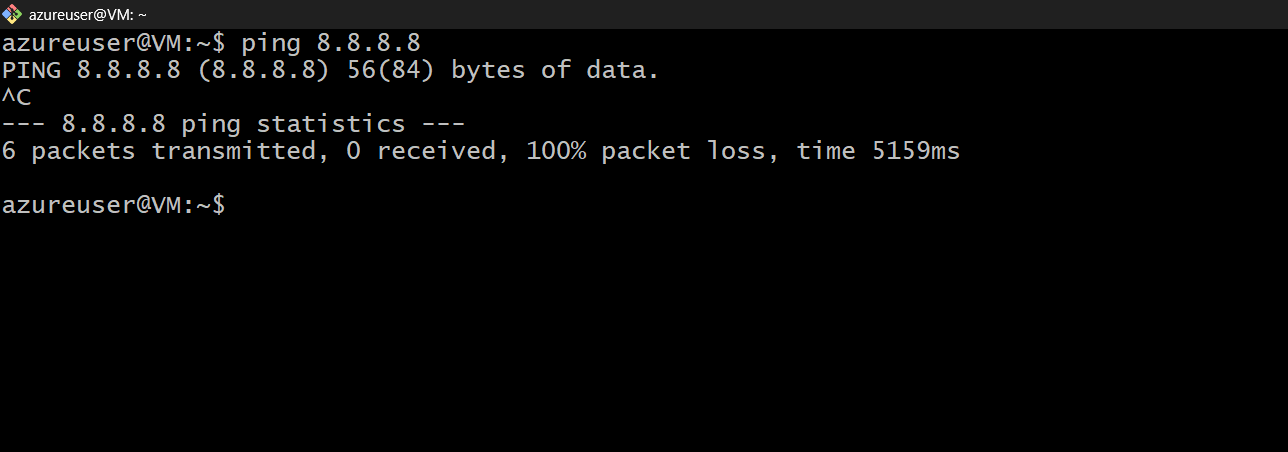 azureuser@VM: ~
azureuser@VM:~$ ping 8.8.8.8
PING 8.8.8.8 (8.8.8.8) 56(84) bytes of data.
^C
--- 8.8.8.8 ping statistics ---
6 packets transmitted, 0 received, 100% packet loss, time 5159ms
azureuser@VM:~$